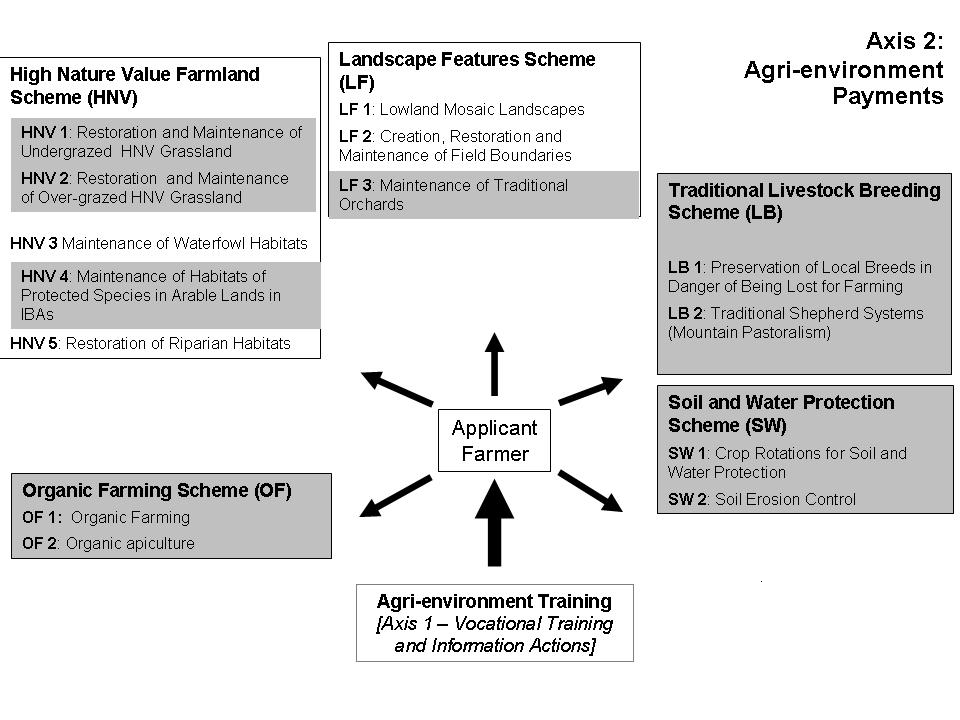 Axis 2:
Agri-environment
Payments
High Nature Value Farmland
Scheme (HNV)
HNV 1: Restoration and Maintenance of
Undergrazed HNV Grassland
HNV 2: Restoration and Maintenance
of Over-grazed HNV Grassland
HNV 3 Maintenance of Waterfowl Habitats
HNV 4: Maintenance of Habitats of
Protected Species in Arable Lands in
IBAs
HNV 5: Restoration of Riparian Habitats
Landscape Features Scheme
(LF)
LF 1: Lowland Mosaic Landscapes
LF 2: Creation, Restoration and
Maintenance of Field Boundaries
LF 3: Maintenance of Traditional
Orchards
Traditional Livestock Breeding
Scheme (LB)
LB 1: Preservation of Local Breeds in
Danger of Being Lost for Farming
LB 2: Traditional Shepherd Systems
(Mountain Pastoralism)
Soil and Water Protection
Scheme (SW)
SW 1: Crop Rotations for Soil and
Water Protection
SW 2: Soil Erosion Control
Applicant
Farmer
Organic Farming Scheme (OF)
OF 1: Organic Farming
OF 2: Organic apiculture
Agri-environment Training
[Axis 1 – Vocational Training
and Information Actions]